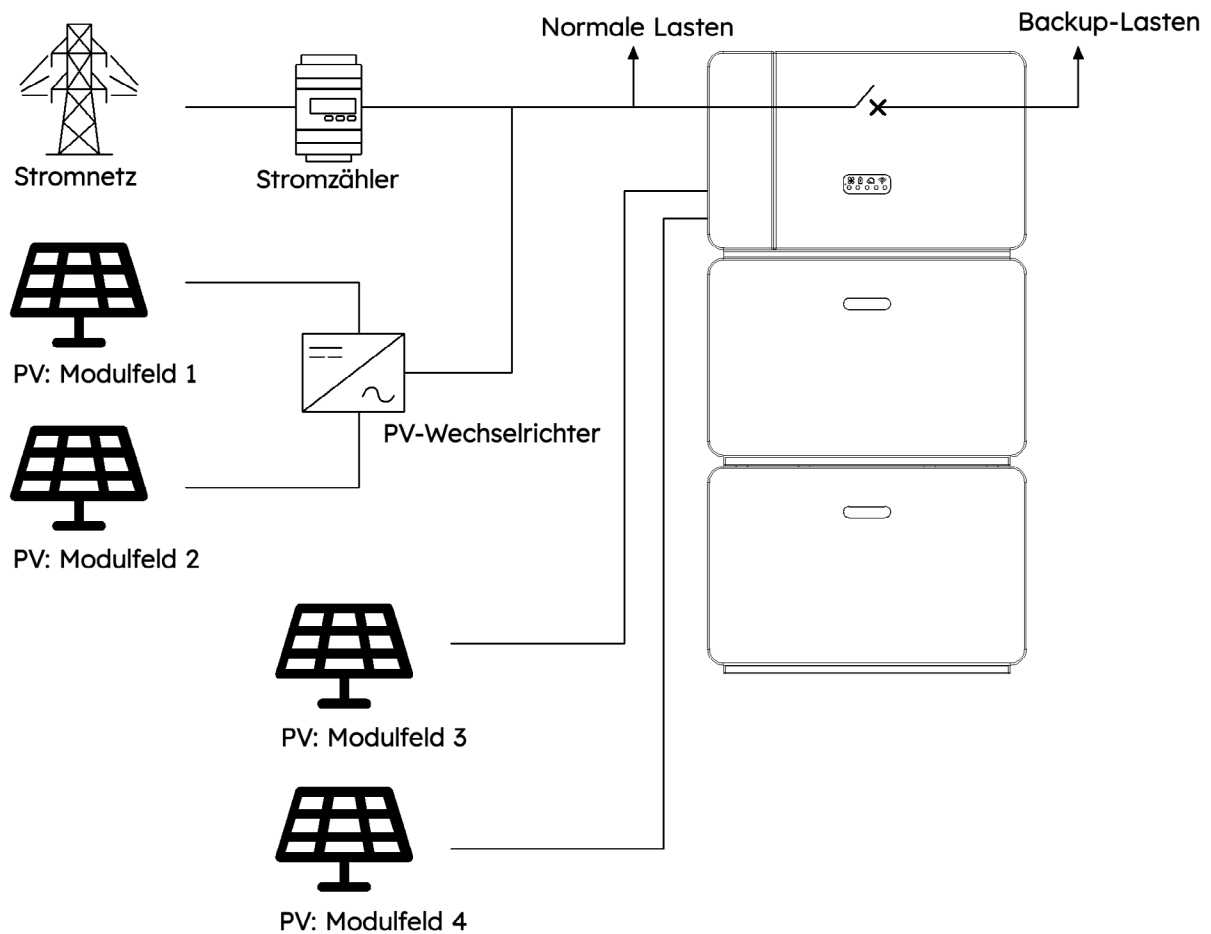 Normale Lasten
Backup-Lasten
Stromnetz
Stromzähler
PV: Modulfeld 1
PV-Wechselrichter
PV: Modulfeld 2
PV: Modulfeld 3
PV: Modulfeld 4